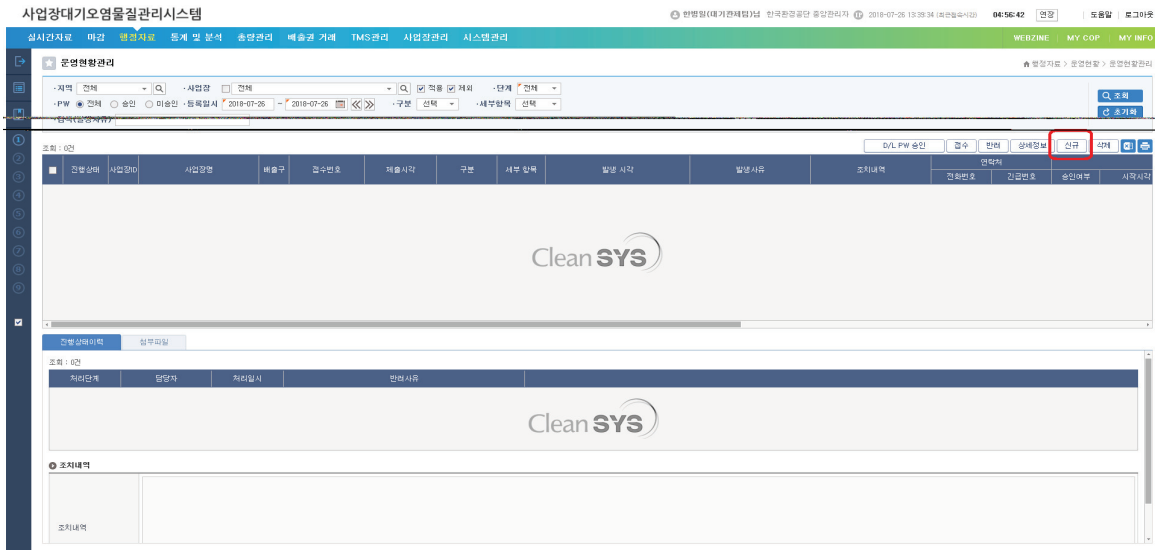 사업장대기오염물질관리시스템
한병일(대기관제팀)님 한국환경공단 중앙관리자 2018-07-26 13:39:34 (최근접속시간) 04:56:42 연장 도움말 로그아웃
실시간자료 마감 행정자료 통계 및 분석 총량관리 배출권 거래 TMS관리 사업장관리 시스템관리 WEBZINE MY COP MY INFO
운영현황관리 행정자료 > 운영현황 > 운영현황관리
·지역 전체 ·사업장 전체 적용 제외 ·단계 전체 조회
·PW 전체 승인 미승인 ·등록일시 2018-07-26 ~ 2018-07-26 ·구분 선택 ·세부항목 선택 초기화
조회 : 0건 D/L PW 승인 접수 반려 상세정보 신규 삭제
진행상태 사업장ID 사업장명 배출구 접수번호 제출시각 구분 세부 항목 발생 시각 발생사유 조치내역 연락처
전화번호 긴급번호 승인여부 시작시각
① ② ③ ④ ⑤ ⑥ ⑦ ⑧ ⑨
Clean SYS
진행상태이력 첨부파일
조회 : 0건
처리단계 담당자 처리일시 반려사유
Clean SYS
조치내역
조치내역